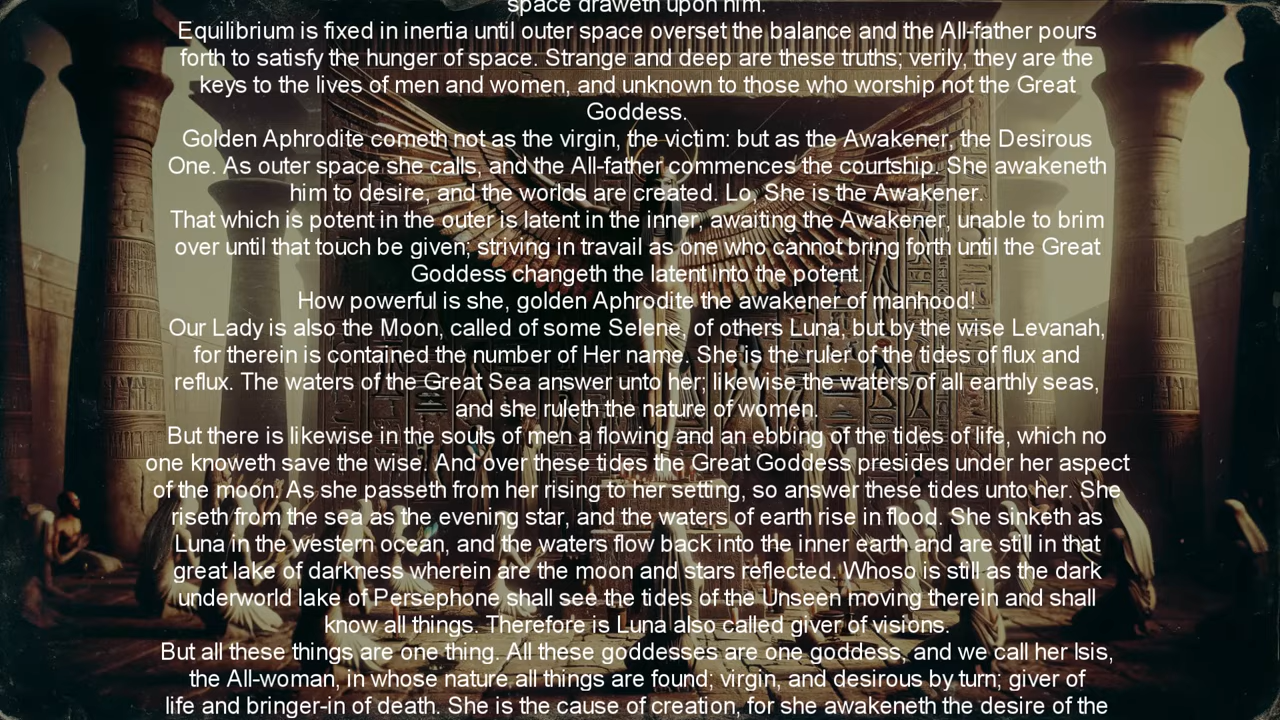 space draweth upon him.
Equilibrium is fixed in inertia until outer space overset the balance and the All-father pours
forth to satisfy the hunger of space. Strange and deep are these truths; verily, they are the
keys to the lives of men and women, and unknown to those who worship not the Great
Goddess.
Golden Aphrodite cometh not as the virgin, the victim: but as the Awakener, the Desirous
One. As outer space she calls, and the All-father commences the courtship. She awakeneth
him to desire, and the worlds are created. Lo, She is the Awakener.
That which is potent in the outer is latent in the inner, awaiting the Awakener, unable to brim
over until that touch be given; striving in travail as one who cannot bring forth until the Great
Goddess changeth the latent into the potent.
How powerful is she, golden Aphrodite the awakener of manhood!
Our Lady is also the Moon, called of some Selene, of others Luna, but by the wise Levanah,
for therein is contained the number of Her name. She is the ruler of the tides of flux and
reflux. The waters of the Great Sea answer unto her; likewise the waters of all earthly seas,
and she ruleth the nature of women.
But there is likewise in the souls of men a flowing and an ebbing of the tides of life, which no
one knoweth save the wise. And over these tides the Great Goddess presides under her aspect
of the moon. As she passeth from her rising to her setting, so answer these tides unto her. She
riseth from the sea as the evening star, and the waters of earth rise in flood. She sinketh as
Luna in the western ocean, and the waters flow back into the inner earth and are still in that
great lake of darkness wherein are the moon and stars reflected. Whoso is still as the dark
underworld lake of Persephone shall see the tides of the Unseen moving therein and shall
know all things. Therefore is Luna also called giver of visions.
But all these things are one thing. All these goddesses are one goddess, and we call her Isis,
the All-woman, in whose nature all things are found; virgin, and desirous by turn; giver of
life and bringer-in of death. She is the cause of creation, for she awakeneth the desire of the